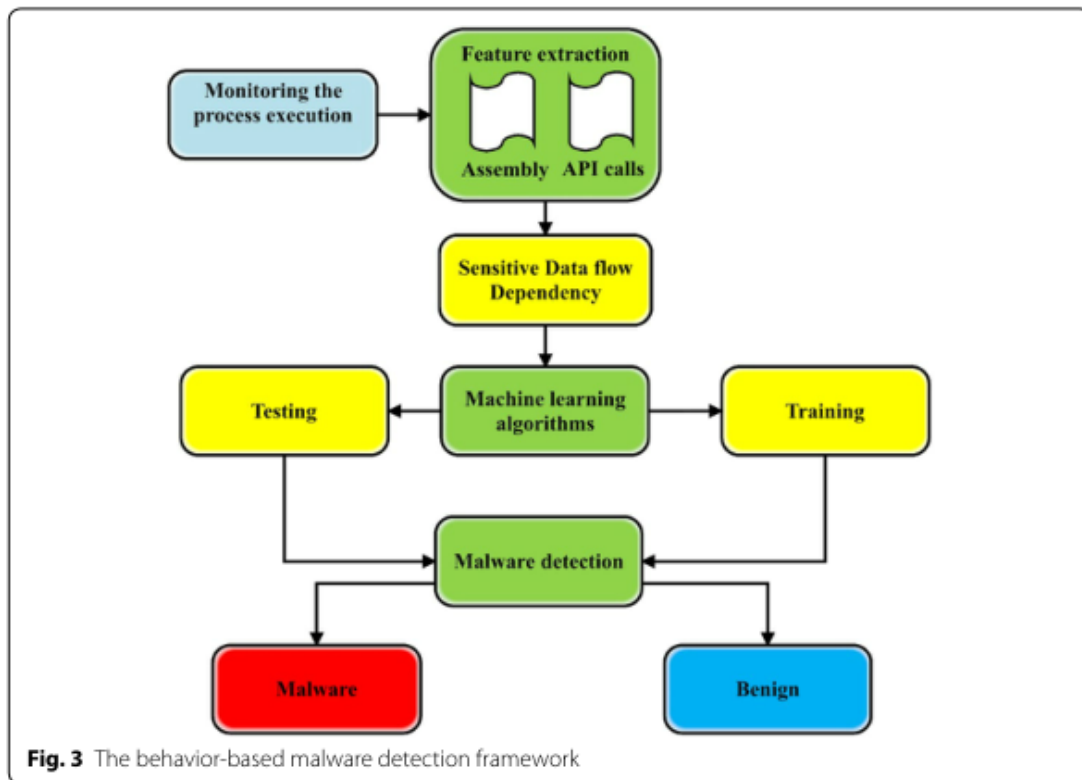 Feature extraction
Monitoring the
process execution
Assembly
API calls
Sensitive Data flow
Dependency
Testing
Machine learning
algorithms
Training
Malware detection
Malware
Benign
Fig. 3 The behavior-based malware detection framework